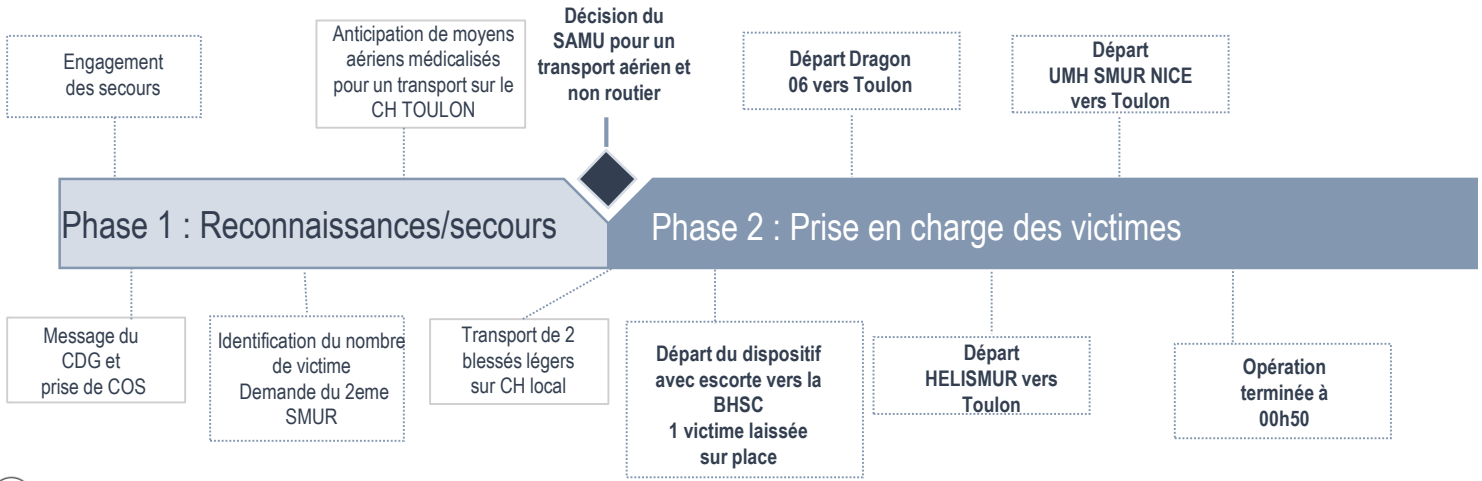 Engagement
des secours
Anticipation de moyens
aériens médicalisés
pour un transport sur le
CH TOULON
Décision du
SAMU pour un
transport aérien et
non routier
Départ Dragon
06 vers Toulon
Départ
UMH SMUR NICE
vers Toulon
Phase 1 : Reconnaissances/secours
Phase 2 : Prise en charge des victimes
Message du
CDG et
prise de COS
Identification du nombre
de victime
Demande du 2eme
SMUR
Transport de 2
blessés légers
sur CH local
Départ du dispositif
avec escorte vers la
BHSC
1 victime laissée
sur place
Départ
HELISMUR vers
Toulon
Opération
terminée à
00h50